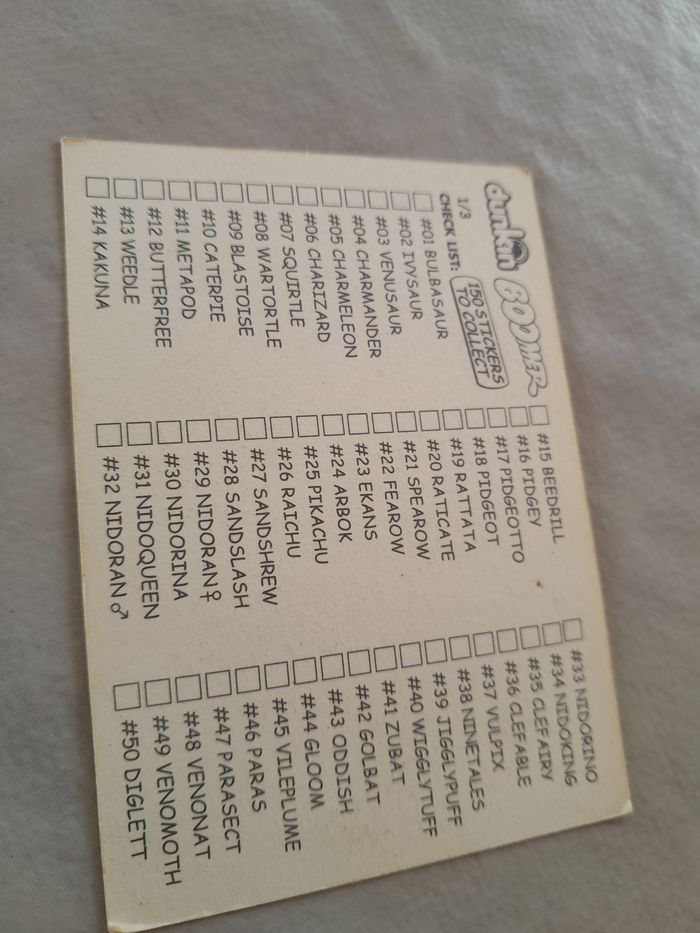 dunkin BOOMER
1/3
CHECK LIST:
150 STICKERS
TO COLLECT
#01 BULBASAUR
#02 IVYSAUR
#03 VENUSAUR
#04 CHARMANDER
#05 CHARMELEON
#06 CHARIZARD
#07 SQUIRTLE
#08 WARTORTLE
#09 BLASTOISE
#10 CATERPIE
#11 METAPOD
#12 BUTTERFREE
#13 WEEDLE
#14 KAKUNA
#15 BEEDRILL
#16 PIDGEY
#17 PIDGEOTTO
#18 PIDGEOT
#19 RATTATA
#20 RATICATE
#21 SPEAROW
#22 FEAROW
#23 EKANS
#24 ARBOK
#25 PIKACHU
#26 RAICHU
#27 SANDSHREW
#28 SANDSLASH
#29 NIDORAN♀
#30 NIDORINA
#31 NIDOQUEEN
#32 NIDORAN♂
#33 NIDORINO
#34 NIDOKING
#35 CLEFAIRY
#36 CLEFABLE
#37 VULPIX
#38 NINETALES
#39 JIGGLYPUFF
#40 WIGGLYTUFF
#41 ZUBAT
#42 GOLBAT
#43 ODDISH
#44 GLOOM
#45 VILEPLUME
#46 PARAS
#47 PARASECT
#48 VENONAT
#49 VENOMOTH
#50 DIGLETT